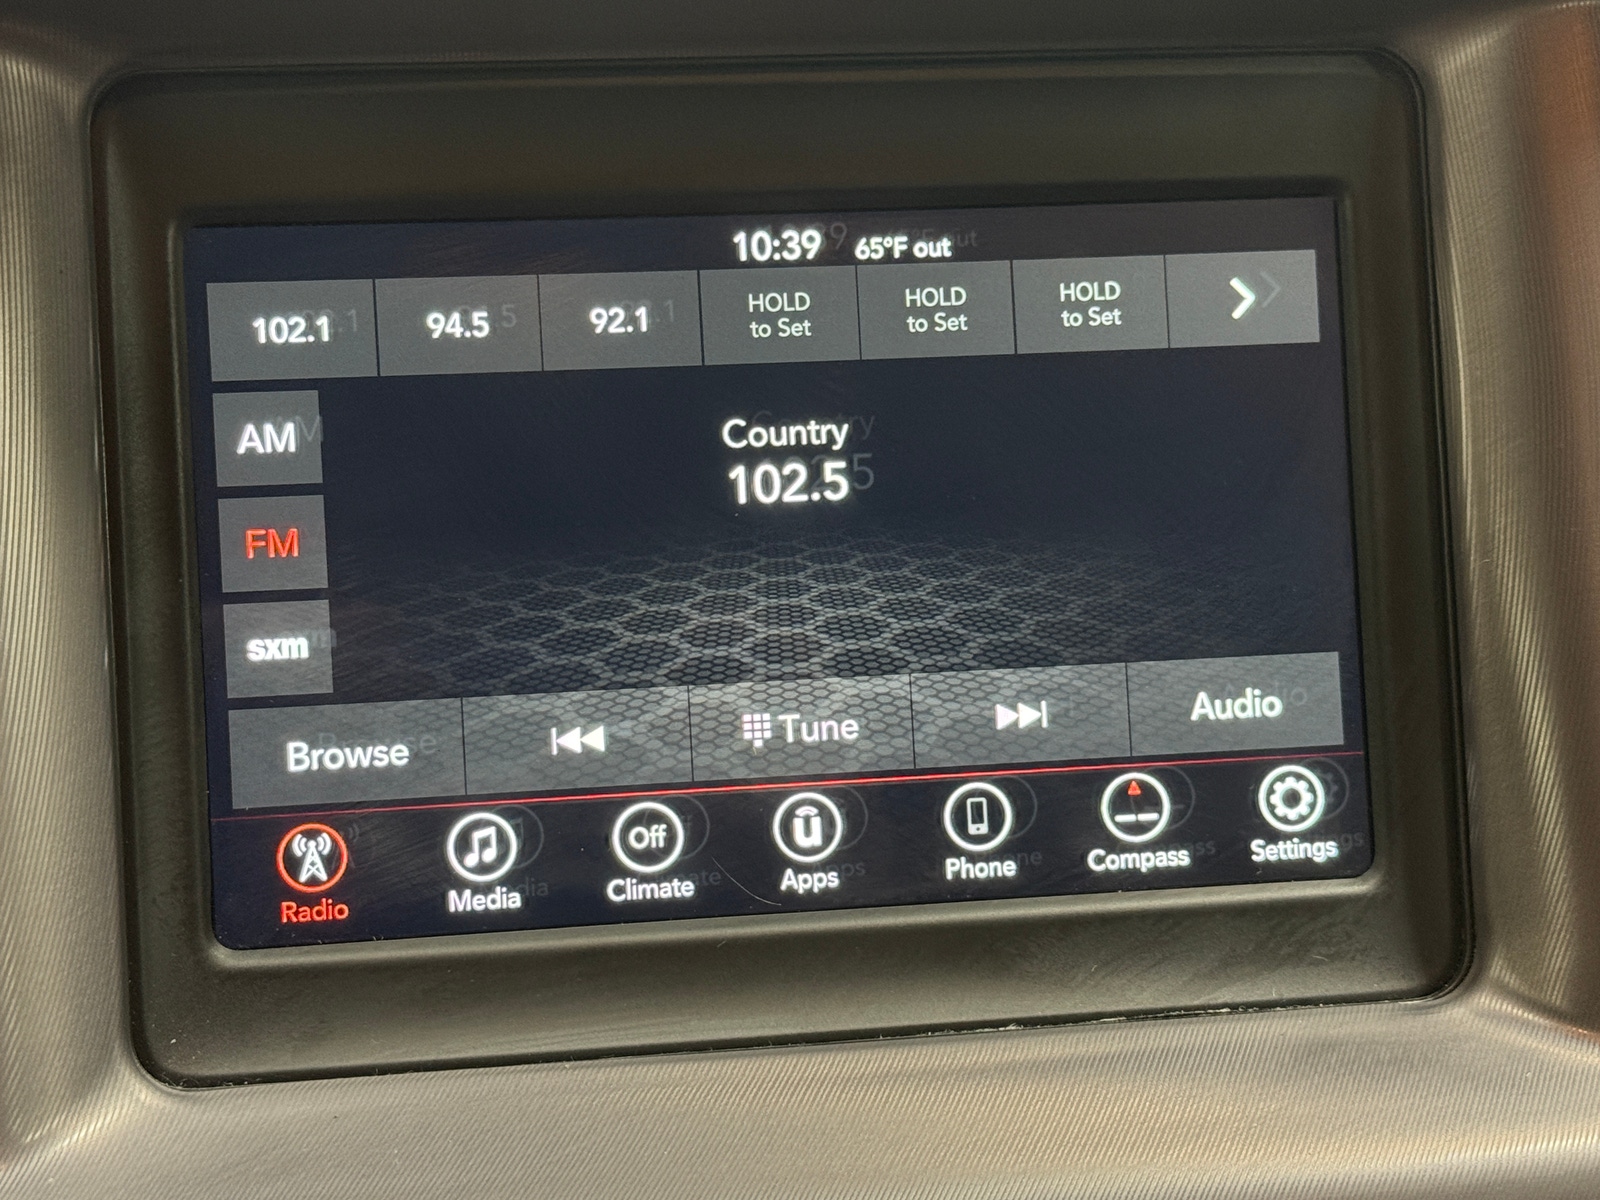 10:39 65°F out
102.1 94.5 92.1 HOLD to Set HOLD to Set HOLD to Set
AM
Country
102.5
FM
sxm
Browse Tune Audio
Off u
Radio Media Climate Apps Phone Compass Settings